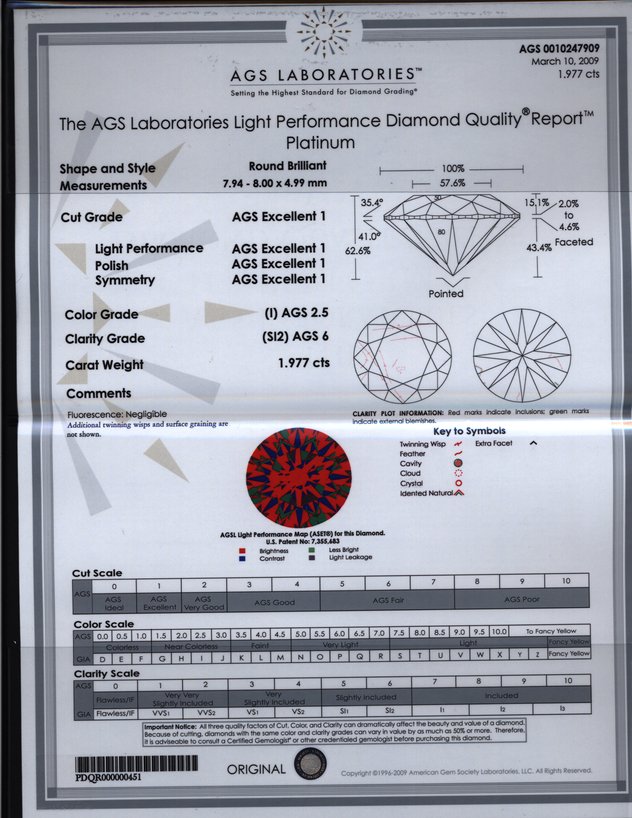 AGS 0010247909
March 10, 2009
1.977 cts
AGS LABORATORIES™
Setting the Highest Standard for Diamond Grading®
The AGS Laboratories Light Performance Diamond Quality® Report™
Platinum
Shape and Style Round Brilliant
Measurements 7.94 - 8.00 x 4.99 mm
Cut Grade AGS Excellent 1
Light Performance AGS Excellent 1
Polish AGS Excellent 1
Symmetry AGS Excellent 1
Color Grade (I) AGS 2.5
Clarity Grade (SI2) AGS 6
Carat Weight 1.977 cts
Comments
Fluorescence: Negligible
Additional twinning wisps and surface graining are
not shown.
100%
57.6%
35.4°
50
15.1%
2.0%
to
4.6%
Faceted
41.0°
80
62.6%
43.4%
Pointed
CLARITY PLOT INFORMATION: Red marks indicate inclusions; green marks
indicate external blemishes.
Key to Symbols
Twinning Wisp Extra Facet
Feather
Cavity
Cloud
Crystal
Idented Natural
AGSL Light Performance Map (ASET®) for this Diamond.
U.S. Patent No: 7,355,683
Brightness Less Bright
Contrast Light Leakage
Cut Scale
AGS 0 1 2 3 4 5 6 7 8 9 10
AGS Ideal AGS Excellent AGS Very Good AGS Good AGS Fair AGS Poor
Color Scale
AGS 0.0 0.5 1.0 1.5 2.0 2.5 3.0 3.5 4.0 4.5 5.0 5.5 6.0 6.5 7.0 7.5 8.0 8.5 9.0 9.5 10.0 To Fancy Yellow
Colorless Near Colorless Faint Very Light Light Fancy Yellow
GIA D E F G H I J K L M N O P Q R S T U V W X Y Z Fancy Yellow
Clarity Scale
AGS 0 1 2 3 4 5 6 7 8 9 10
Flawless/IF Very Very Slightly Included Very Slightly Included Slightly Included Included
GIA Flawless/IF VVS1 VVS2 VS1 VS2 SI1 SI2 I1 I2 I3
Important Notice: All three quality factors of Cut, Color, and Clarity can dramatically affect the beauty and value of a diamond.
Because of cutting, diamonds with the same color and clarity grades can vary in value by as much as 50% or more. Therefore,
it is adviseable to consult a Certified Gemologist® or other credentialed gemologist before purchasing this diamond.
PDQR000000451
ORIGINAL
Copyright ©1996-2009 American Gem Society Laboratories, LLC. All Rights Reserved.